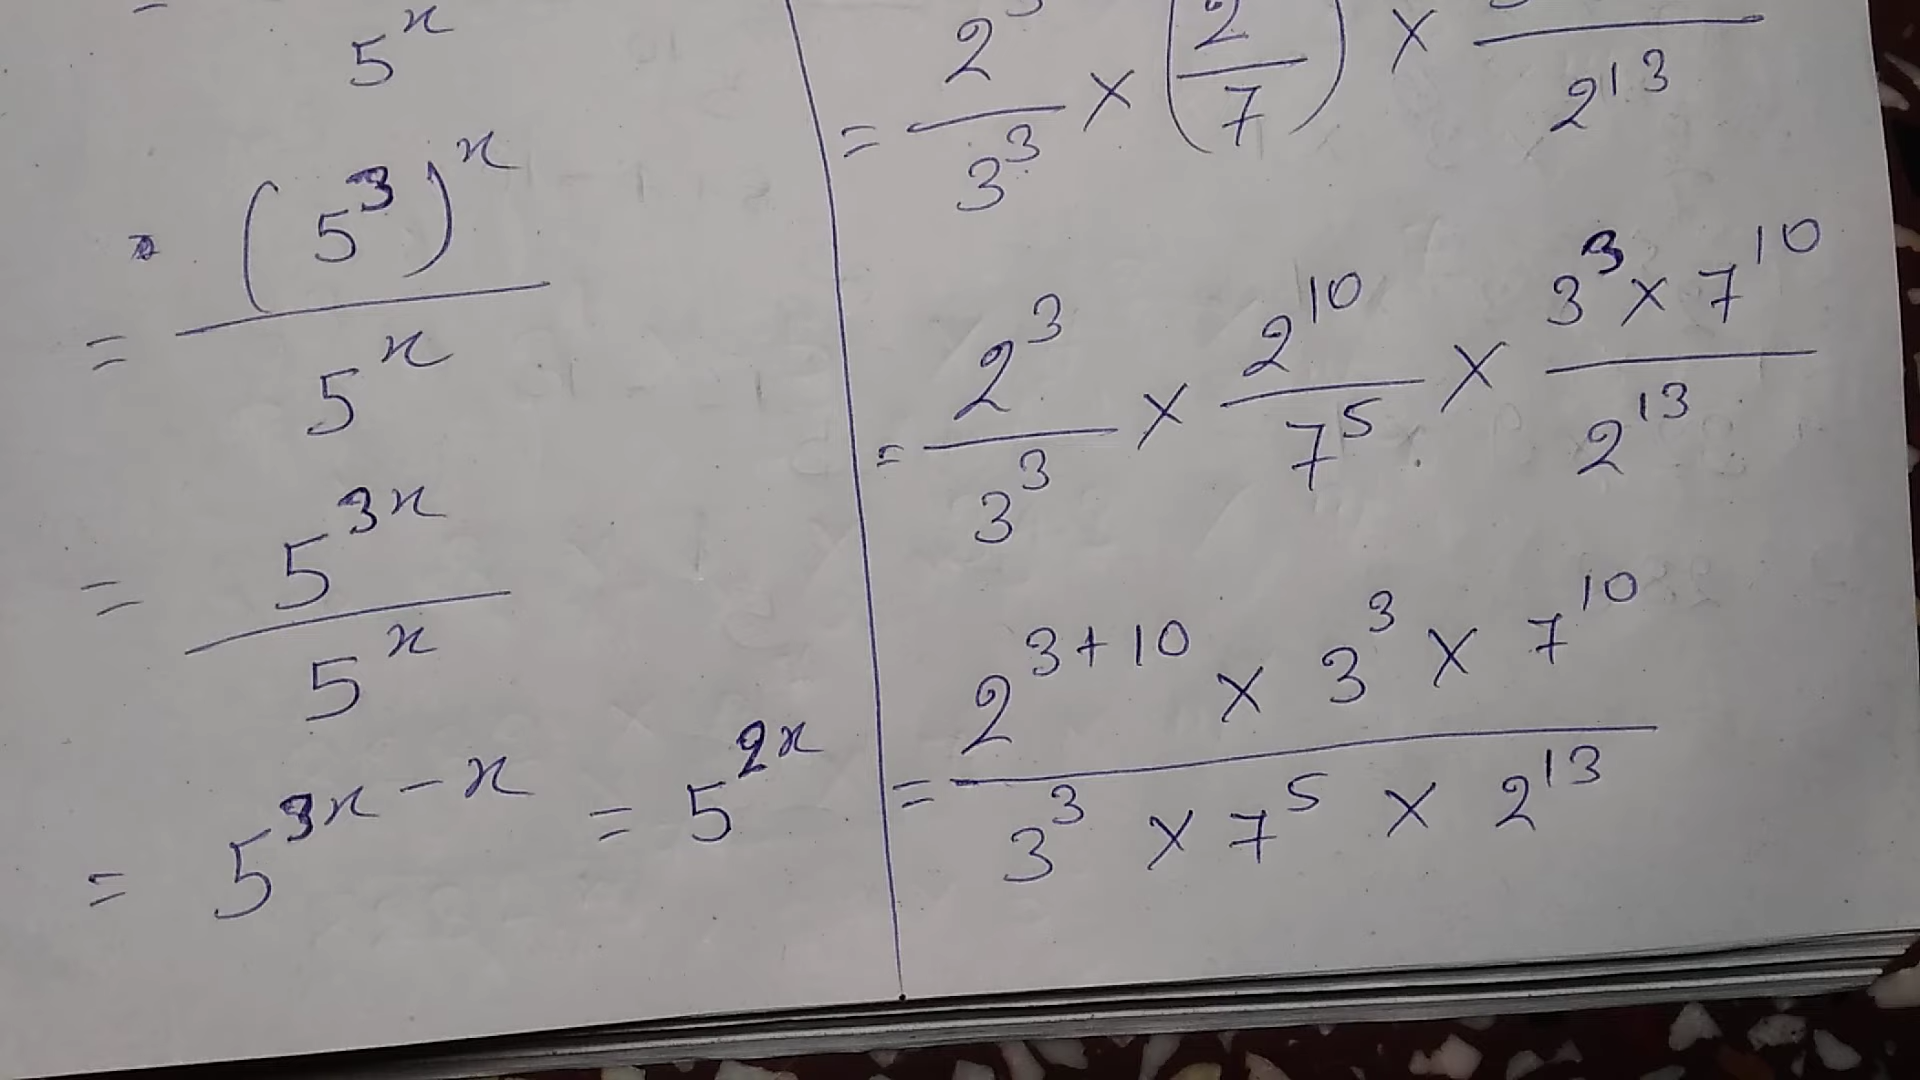 5^x
= (5^3)^x / 5^x
= 5^{3x} / 5^x
= 5^{3x-x} = 5^{2x}
= 2 / 3^3 × (2 / 7) × / 2^{13}
= 2^3 / 3^3 × 2^{10} / 7^5 × 3^3 × 7^{10} / 2^{13}
= 2^{3+10} × 3^3 × 7^{10} / 3^3 × 7^5 × 2^{13}